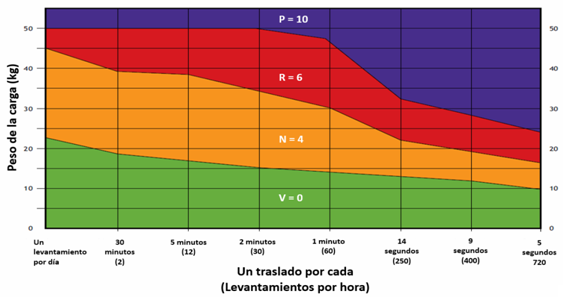 P = 10
R = 6
N = 4
V = 0
Peso de la carga (kg)
50
40
30
20
10
0
50
40
30
20
10
0
Un levantamiento por día
30 minutos (2)
5 minutos (12)
2 minutos (30)
1 minuto (60)
14 segundos (250)
9 segundos (400)
5 segundos 720
Un traslado por cada
(Levantamientos por hora)